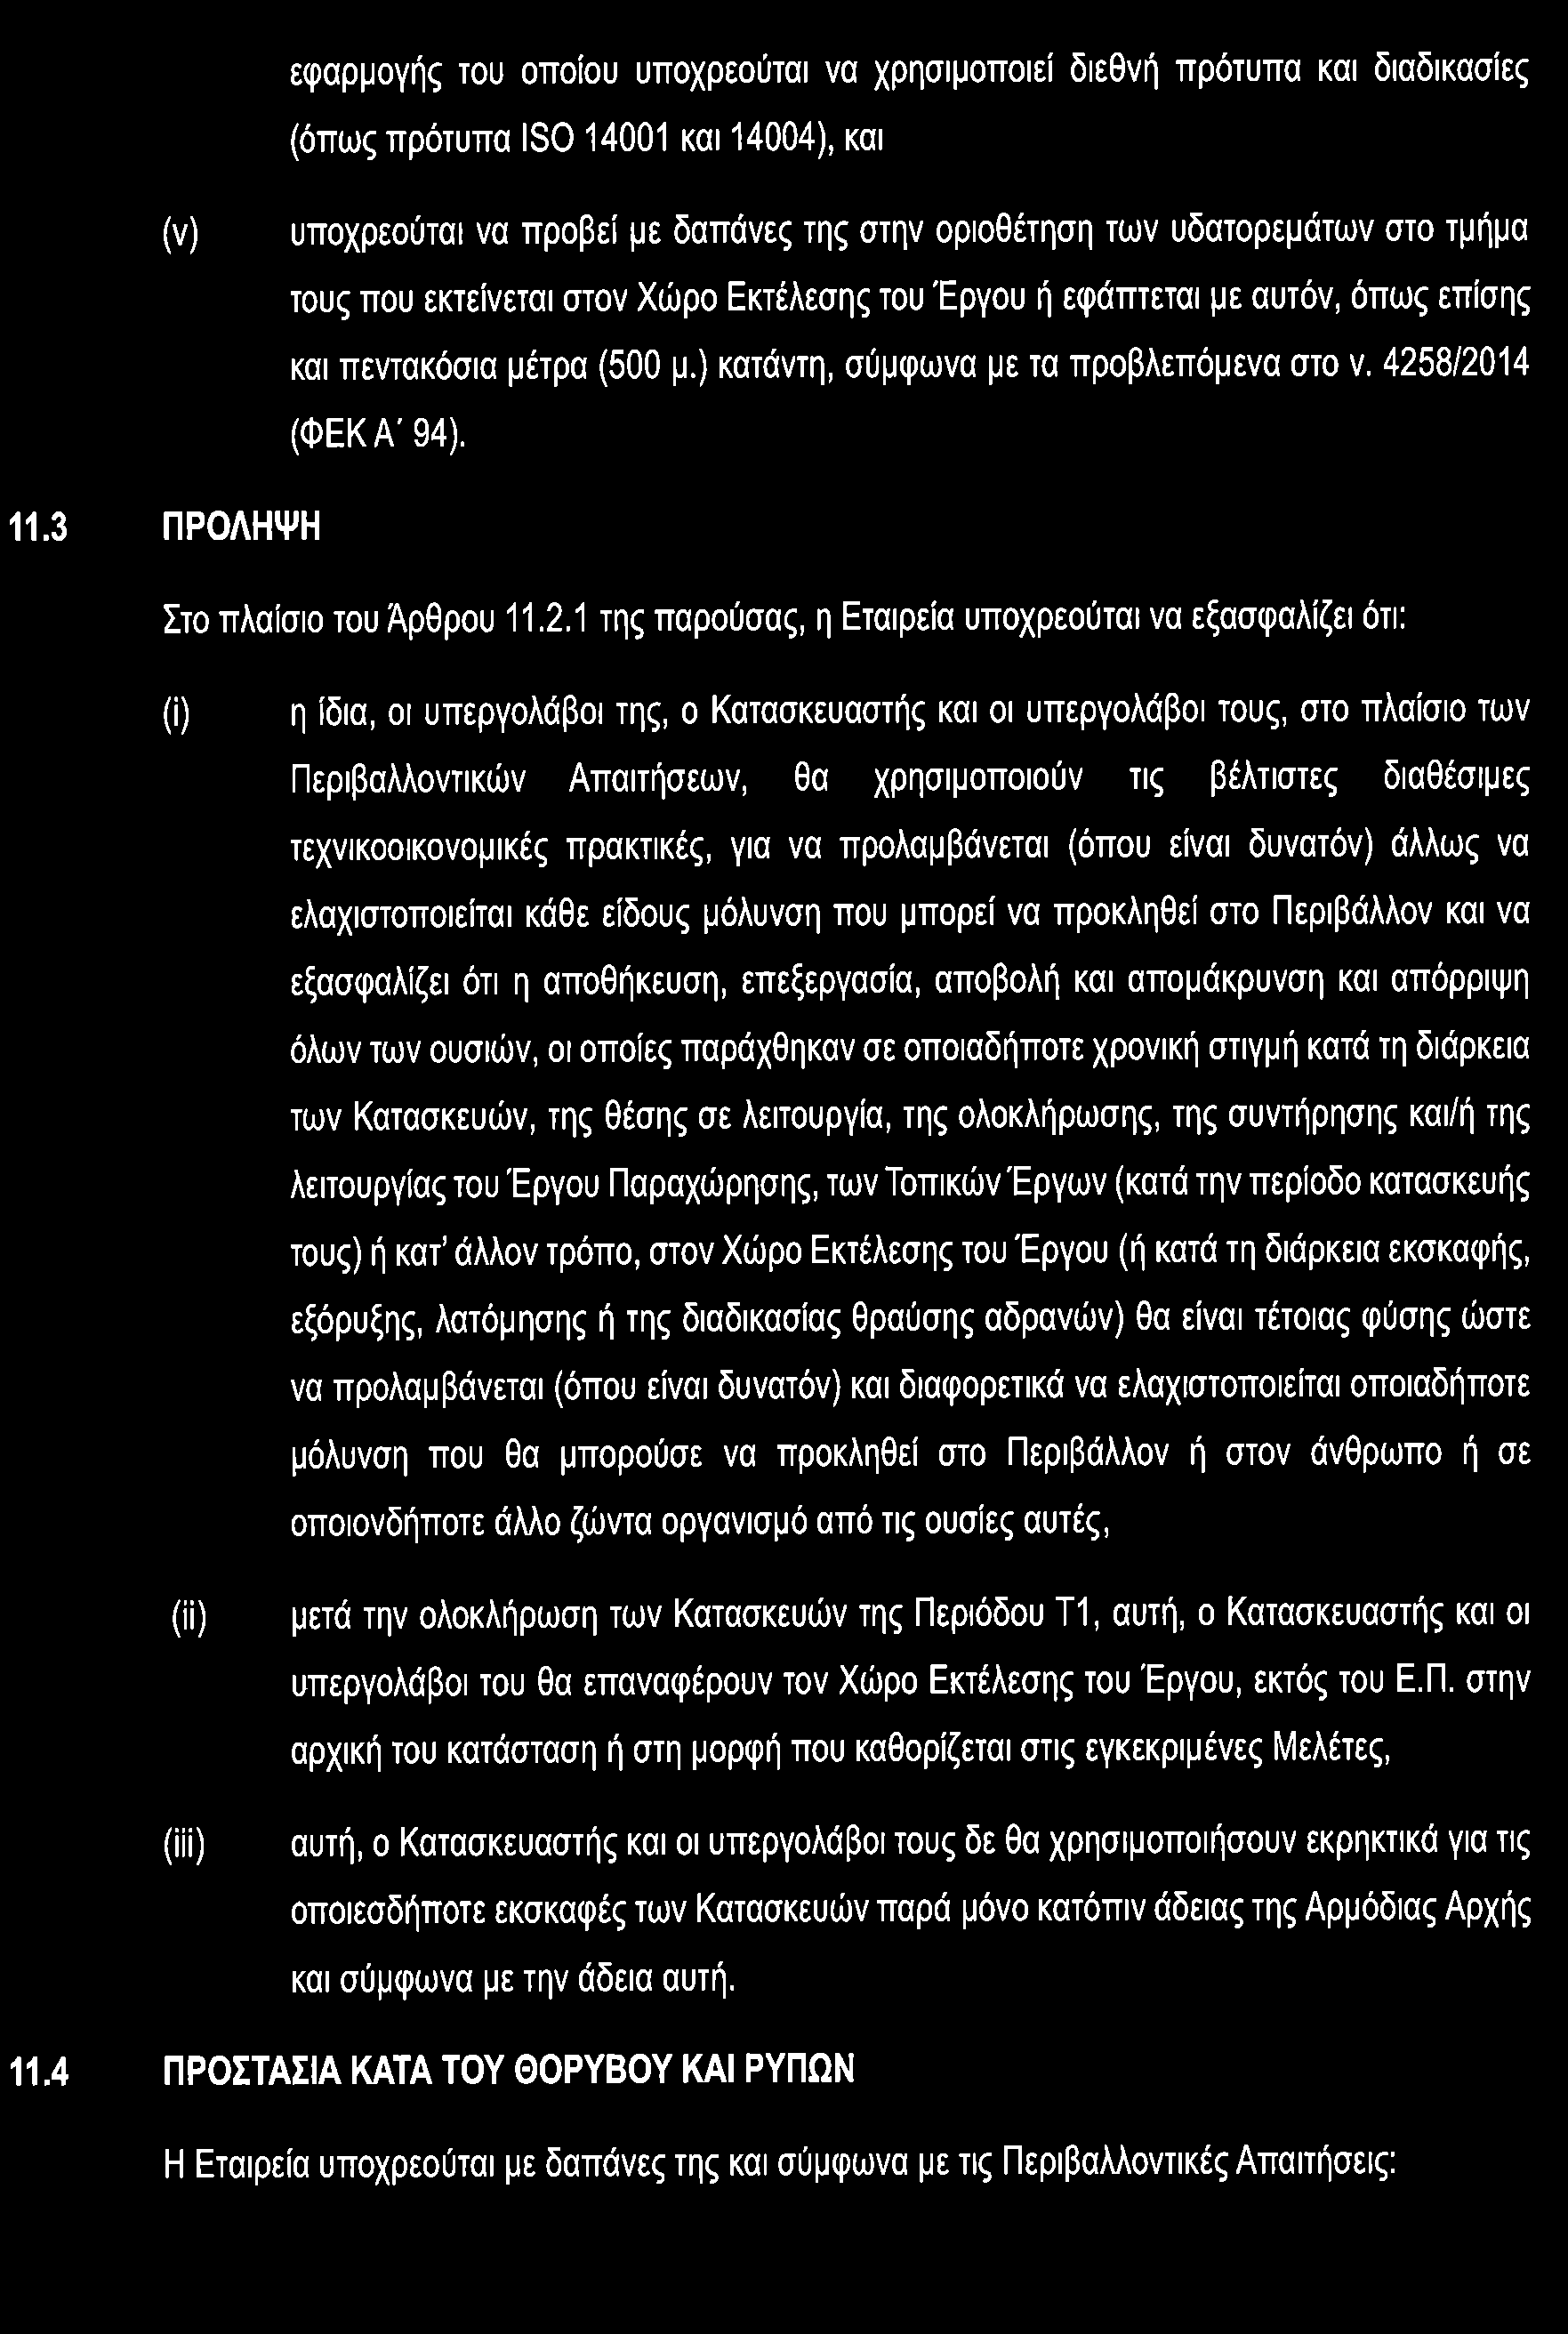 εφαρμογής του οποίου υποχρεούται να χρησιμοποιεί διεθνή πρότυπα και διαδικασίες
(όπως πρότυπα ISO 14001 και 14004), και
(v) υποχρεούται να προβεί με δαπάνες της στην οριοθέτηση των υδατορεμάτων στο τμήμα
τους που εκτείνεται στον Χώρο Εκτέλεσης του Έργου ή εφάπτεται με αυτόν, όπως επίσης
και πεντακόσια μέτρα (500 μ.) κατάντη, σύμφωνα με τα προβλεπόμενα στο ν. 4258/2014
(ΦΕΚ Α΄ 94).
11.3 ΠΡΟΛΗΨΗ
Στο πλαίσιο του Άρθρου 11.2.1 της παρούσας, η Εταιρεία υποχρεούται να εξασφαλίζει ότι:
(i) η ίδια, οι υπεργολάβοι της, ο Κατασκευαστής και οι υπεργολάβοι τους, στο πλαίσιο των
Περιβαλλοντικών Απαιτήσεων, θα χρησιμοποιούν τις βέλτιστες διαθέσιμες
τεχνικοοικονομικές πρακτικές, για να προλαμβάνεται (όπου είναι δυνατόν) άλλως να
ελαχιστοποιείται κάθε είδους μόλυνση που μπορεί να προκληθεί στο Περιβάλλον και να
εξασφαλίζει ότι η αποθήκευση, επεξεργασία, αποβολή και απομάκρυνση και απόρριψη
όλων των ουσιών, οι οποίες παράχθηκαν σε οποιαδήποτε χρονική στιγμή κατά τη διάρκεια
των Κατασκευών, της θέσης σε λειτουργία, της ολοκλήρωσης, της συντήρησης και/ή της
λειτουργίας του Έργου Παραχώρησης, των Τοπικών Έργων (κατά την περίοδο κατασκευής
τους) ή κατ’ άλλον τρόπο, στον Χώρο Εκτέλεσης του Έργου (ή κατά τη διάρκεια εκσκαφής,
εξόρυξης, λατόμησης ή της διαδικασίας θραύσης αδρανών) θα είναι τέτοιας φύσης ώστε
να προλαμβάνεται (όπου είναι δυνατόν) και διαφορετικά να ελαχιστοποιείται οποιαδήποτε
μόλυνση που θα μπορούσε να προκληθεί στο Περιβάλλον ή στον άνθρωπο ή σε
οποιονδήποτε άλλο ζώντα οργανισμό από τις ουσίες αυτές,
(ii) μετά την ολοκλήρωση των Κατασκευών της Περιόδου Τ1, αυτή, ο Κατασκευαστής και οι
υπεργολάβοι του θα επαναφέρουν τον Χώρο Εκτέλεσης του Έργου, εκτός του Ε.Π. στην
αρχική του κατάσταση ή στη μορφή που καθορίζεται στις εγκεκριμένες Μελέτες,
(iii) αυτή, ο Κατασκευαστής και οι υπεργολάβοι τους δε θα χρησιμοποιήσουν εκρηκτικά για τις
οποιεσδήποτε εκσκαφές των Κατασκευών παρά μόνο κατόπιν άδειας της Αρμόδιας Αρχής
και σύμφωνα με την άδεια αυτή.
11.4 ΠΡΟΣΤΑΣΙΑ ΚΑΤΑ ΤΟΥ ΘΟΡΥΒΟΥ ΚΑΙ ΡΥΠΩΝ
Η Εταιρεία υποχρεούται με δαπάνες της και σύμφωνα με τις Περιβαλλοντικές Απαιτήσεις: